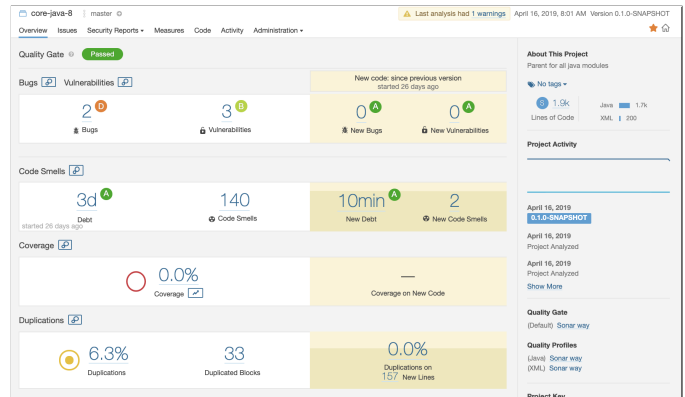 core-java-8 master Last analysis had 1 warnings April 16, 2019, 8:01 AM Version 0.1.0-SNAPSHOT
Overview Issues Security Reports Measures Code Activity Administration
Quality Gate Passed
Bugs Vulnerabilities
New code: since previous version
started 26 days ago
2 D 3 B 0 A 0 A
Bugs Vulnerabilities New Bugs New Vulnerabilities
Code Smells
3d A 140 10min A 2
Debt Code Smells New Debt New Code Smells
started 26 days ago
Coverage
0.0% —
Coverage Coverage on New Code
Duplications
6.3% 33 0.0%
Duplications Duplicated Blocks Duplications on
157 New Lines
About This Project
Parent for all java modules
No tags
S 1.9k Java 1.7k
Lines of Code XML 200
Project Activity
April 16, 2019
0.1.0-SNAPSHOT
April 16, 2019
Project Analyzed
April 16, 2019
Project Analyzed
Show More
Quality Gate
(Default) Sonar way
Quality Profiles
(Java) Sonar way
(XML) Sonar way
Project Key